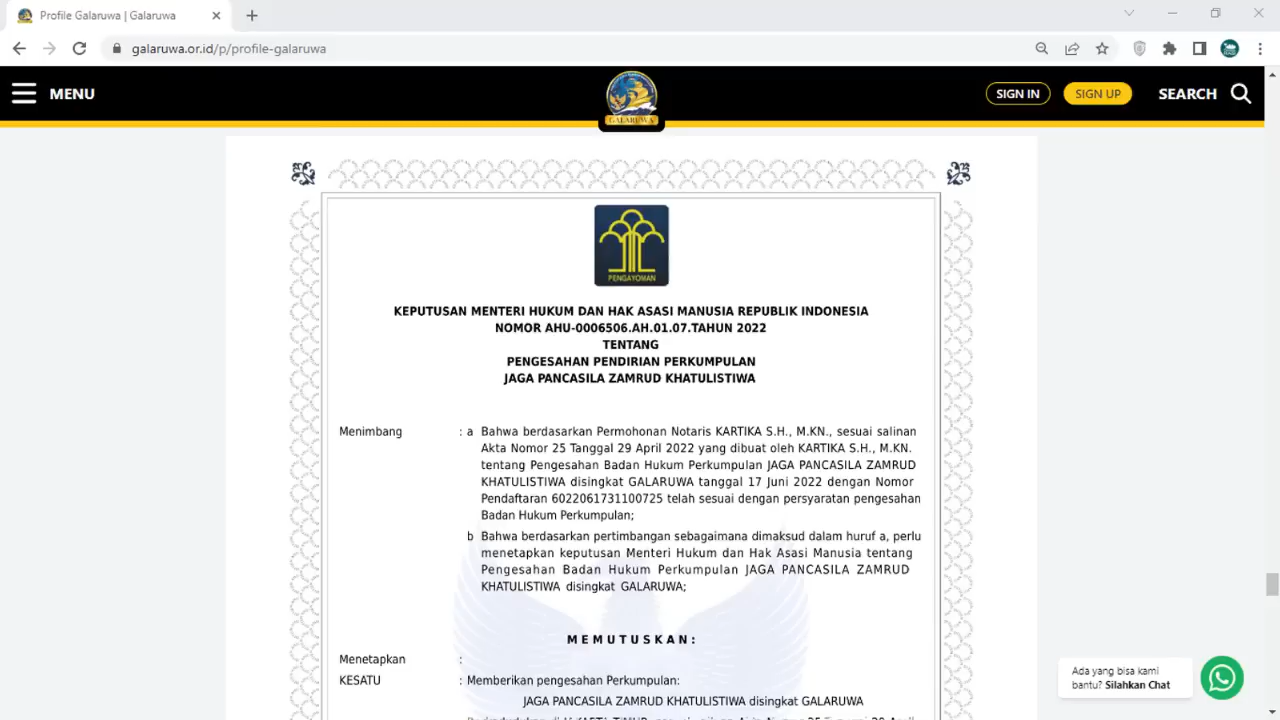 Profile Galaruwa | Galaruwa
galaruwa.or.id/p/profile-galaruwa
MENU
GALARUWA
SIGN IN
SIGN UP
SEARCH
PENGAYOMAN
KEPUTUSAN MENTERI HUKUM DAN HAK ASASI MANUSIA REPUBLIK INDONESIA
NOMOR AHU-0006506.AH.01.07.TAHUN 2022
TENTANG
PENGESAHAN PENDIRIAN PERKUMPULAN
JAGA PANCASILA ZAMRUD KHATULISTIWA
Menimbang : a Bahwa berdasarkan Permohonan Notaris KARTIKA S.H., M.KN., sesuai salinan
Akta Nomor 25 Tanggal 29 April 2022 yang dibuat oleh KARTIKA S.H., M.KN.
tentang Pengesahan Badan Hukum Perkumpulan JAGA PANCASILA ZAMRUD
KHATULISTIWA disingkat GALARUWA tanggal 17 Juni 2022 dengan Nomor
Pendaftaran 6022061731100725 telah sesuai dengan persyaratan pengesahan
Badan Hukum Perkumpulan;
b Bahwa berdasarkan pertimbangan sebagaimana dimaksud dalam huruf a, perlu
menetapkan keputusan Menteri Hukum dan Hak Asasi Manusia tentang
Pengesahan Badan Hukum Perkumpulan JAGA PANCASILA ZAMRUD
KHATULISTIWA disingkat GALARUWA;
M E M U T U S K A N :
Menetapkan :
KESATU : Memberikan pengesahan Perkumpulan:
JAGA PANCASILA ZAMRUD KHATULISTIWA disingkat GALARUWA
Ada yang bisa kami
bantu? Silahkan Chat